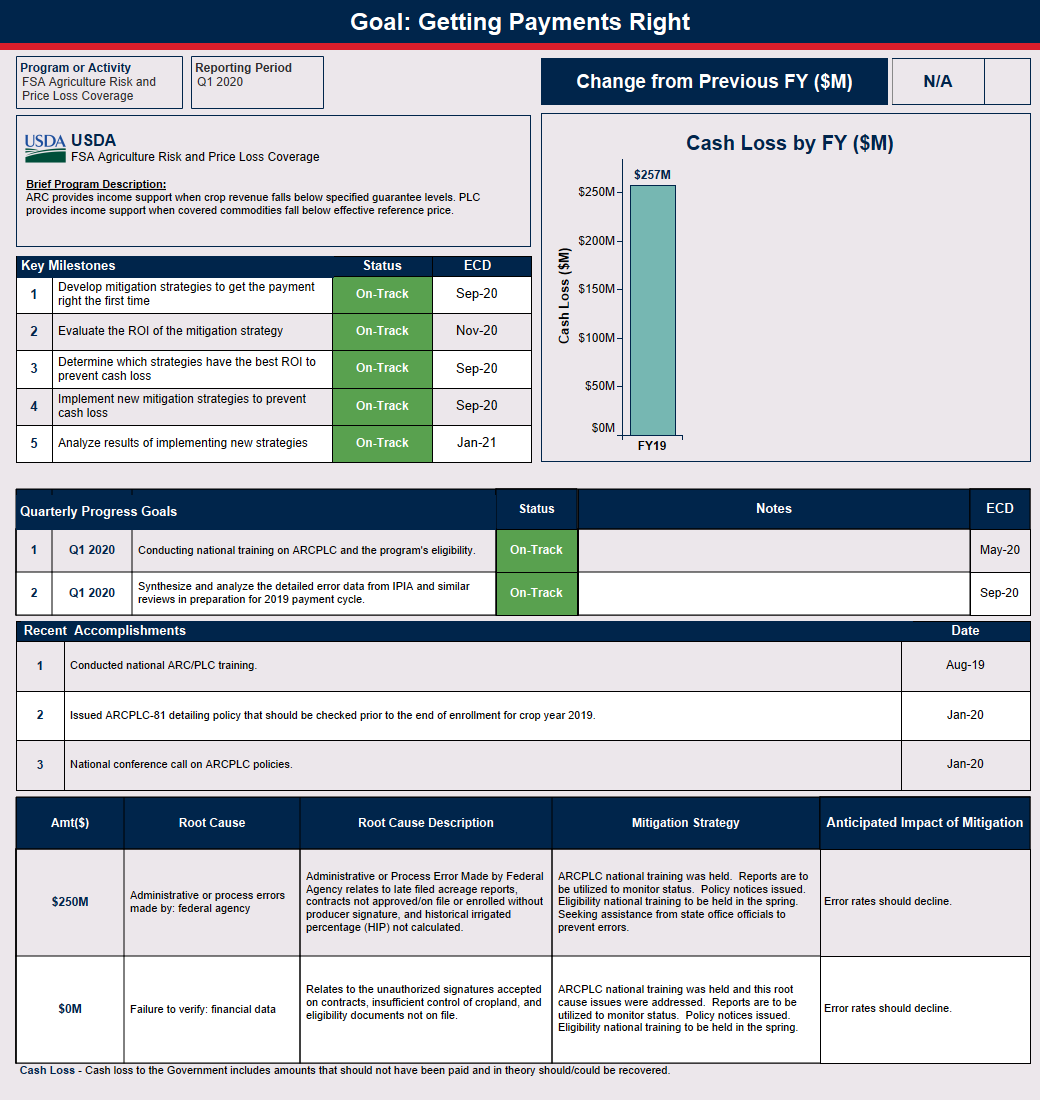 Goal: Getting Payments Right
Program or Activity
FSA Agriculture Risk and
Price Loss Coverage
Reporting Period
Q1 2020
Change from Previous FY ($M)
N/A
USDA
USDA
FSA Agriculture Risk and Price Loss Coverage
Brief Program Description:
ARC provides income support when crop revenue falls below specified guarantee levels. PLC
provides income support when covered commodities fall below effective reference price.
Cash Loss by FY ($M)
$257M
$250M
$200M
$150M
$100M
$50M
$0M
Cash Loss ($M)
FY19
Key Milestones Status ECD
1 Develop mitigation strategies to get the payment
right the first time On-Track Sep-20
2 Evaluate the ROI of the mitigation strategy On-Track Nov-20
3 Determine which strategies have the best ROI to
prevent cash loss On-Track Sep-20
4 Implement new mitigation strategies to prevent
cash loss On-Track Sep-20
5 Analyze results of implementing new strategies On-Track Jan-21
Quarterly Progress Goals Status Notes ECD
1 Q1 2020 Conducting national training on ARCPLC and the program's eligibility. On-Track May-20
2 Q1 2020 Synthesize and analyze the detailed error data from IPIA and similar
reviews in preparation for 2019 payment cycle. On-Track Sep-20
Recent Accomplishments Date
1 Conducted national ARC/PLC training. Aug-19
2 Issued ARCPLC-81 detailing policy that should be checked prior to the end of enrollment for crop year 2019. Jan-20
3 National conference call on ARCPLC policies. Jan-20
Amt($) Root Cause Root Cause Description Mitigation Strategy Anticipated Impact of Mitigation
$250M
Administrative or process errors
made by: federal agency
Administrative or Process Error Made by Federal
Agency relates to late filed acreage reports,
contracts not approved/on file or enrolled without
producer signature, and historical irrigated
percentage (HIP) not calculated.
ARCPLC national training was held. Reports are to
be utilized to monitor status. Policy notices issued.
Eligibility national training to be held in the spring.
Seeking assistance from state office officials to
prevent errors.
Error rates should decline.
$0M
Failure to verify: financial data
Relates to the unauthorized signatures accepted
on contracts, insufficient control of cropland, and
eligibility documents not on file.
ARCPLC national training was held and this root
cause issues were addressed. Reports are to be
utilized to monitor status. Policy notices issued.
Eligibility national training to be held in the spring.
Error rates should decline.
Cash Loss - Cash loss to the Government includes amounts that should not have been paid and in theory should/could be recovered.